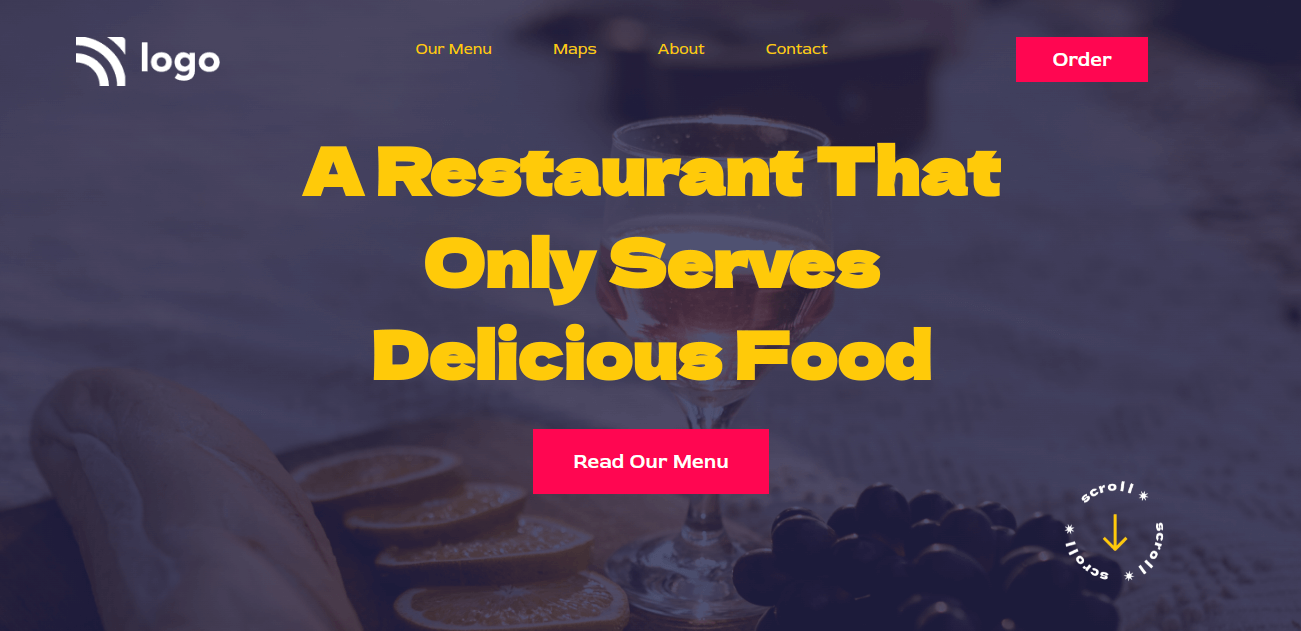 logo
Our Menu
Maps
About
Contact
Order
A Restaurant That
Only Serves
Delicious Food
Read Our Menu
scroll * scroll * scroll *